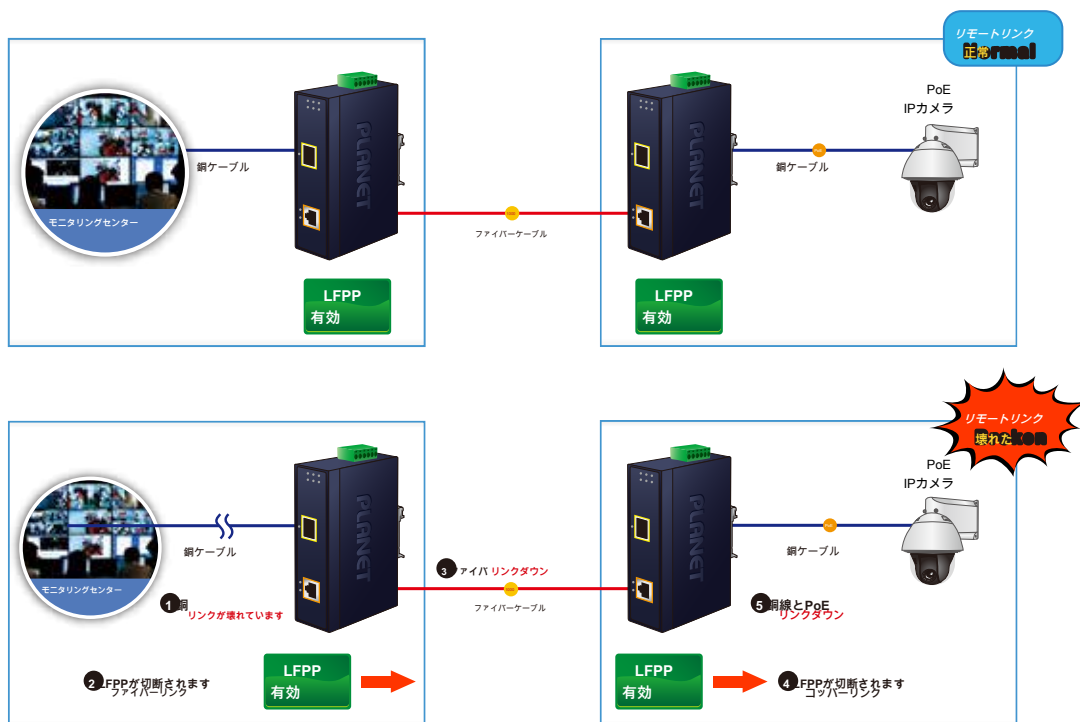 リモートリンク
正常
PoE
IPカメラ
PLANET
PLANET
銅ケーブル
銅ケーブル
モニタリングセンター
ファイバーケーブル
LFPP
有効
LFPP
有効
リモートリンク
壊れた
PoE
IPカメラ
PLANET
PLANET
銅ケーブル
銅ケーブル
3 ァイバ リンクダウン
モニタリングセンター
1 銅
リンクが壊れています
ファイバーケーブル
5 銅線とPoE
リンクダウン
2 LFPPが切断されます
ファイバーリンク
LFPP
有効
LFPP
有効
4 LFPPが切断されます
コッパーリンク